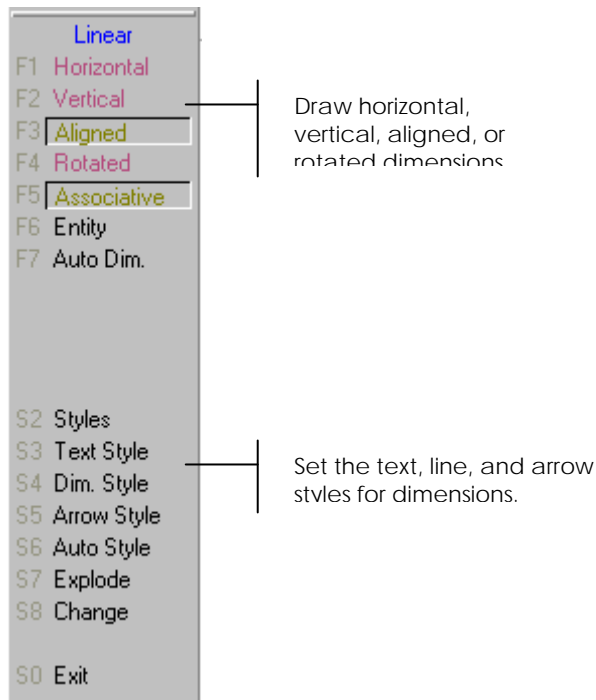 Linear
F1 Horizontal
F2 Vertical
F3 Aligned
F4 Rotated
F5 Associative
F6 Entity
F7 Auto Dim.
S2 Styles
S3 Text Style
S4 Dim. Style
S5 Arrow Style
S6 Auto Style
S7 Explode
S8 Change
S0 Exit
Draw horizontal,
vertical, aligned, or
rotated dimensions
Set the text, line, and arrow
styles for dimensions.